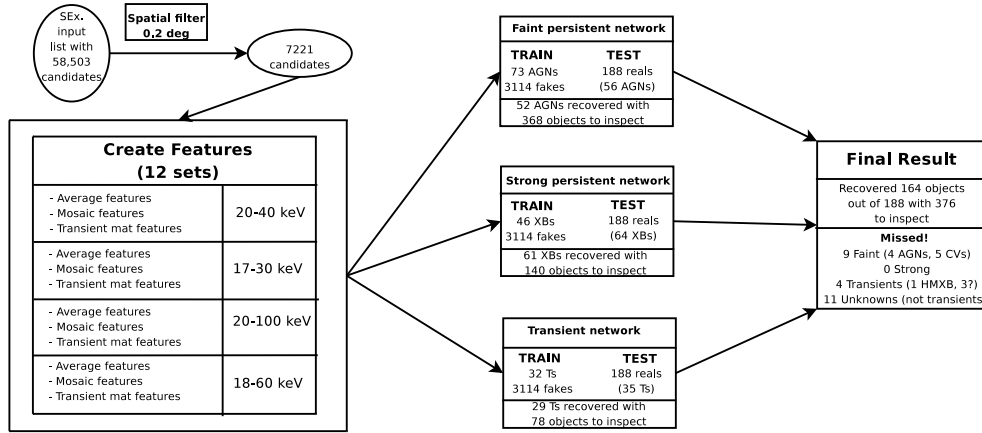 SEx.
input
list with
58,503
candidates
Spatial filter
0,2 deg
7221
candidates
Create Features
(12 sets)
- Average features
- Mosaic features
- Transient mat features
20-40 keV
- Average features
- Mosaic features
- Transient mat features
17-30 keV
- Average features
- Mosaic features
- Transient mat features
20-100 keV
- Average features
- Mosaic features
- Transient mat features
18-60 keV
Faint persistent network
TRAIN TEST
73 AGNs 188 reals
3114 fakes (56 AGNs)
52 AGNs recovered with
368 objects to inspect
Strong persistent network
TRAIN TEST
46 XBs 188 reals
3114 fakes (64 XBs)
61 XBs recovered with
140 objects to inspect
Transient network
TRAIN TEST
32 Ts 188 reals
3114 fakes (35 Ts)
29 Ts recovered with
78 objects to inspect
Final Result
Recovered 164 objects
out of 188 with 376
to inspect
Missed!
9 Faint (4 AGNs, 5 CVs)
0 Strong
4 Transients (1 HMXB, 3?)
11 Unknowns (not transients